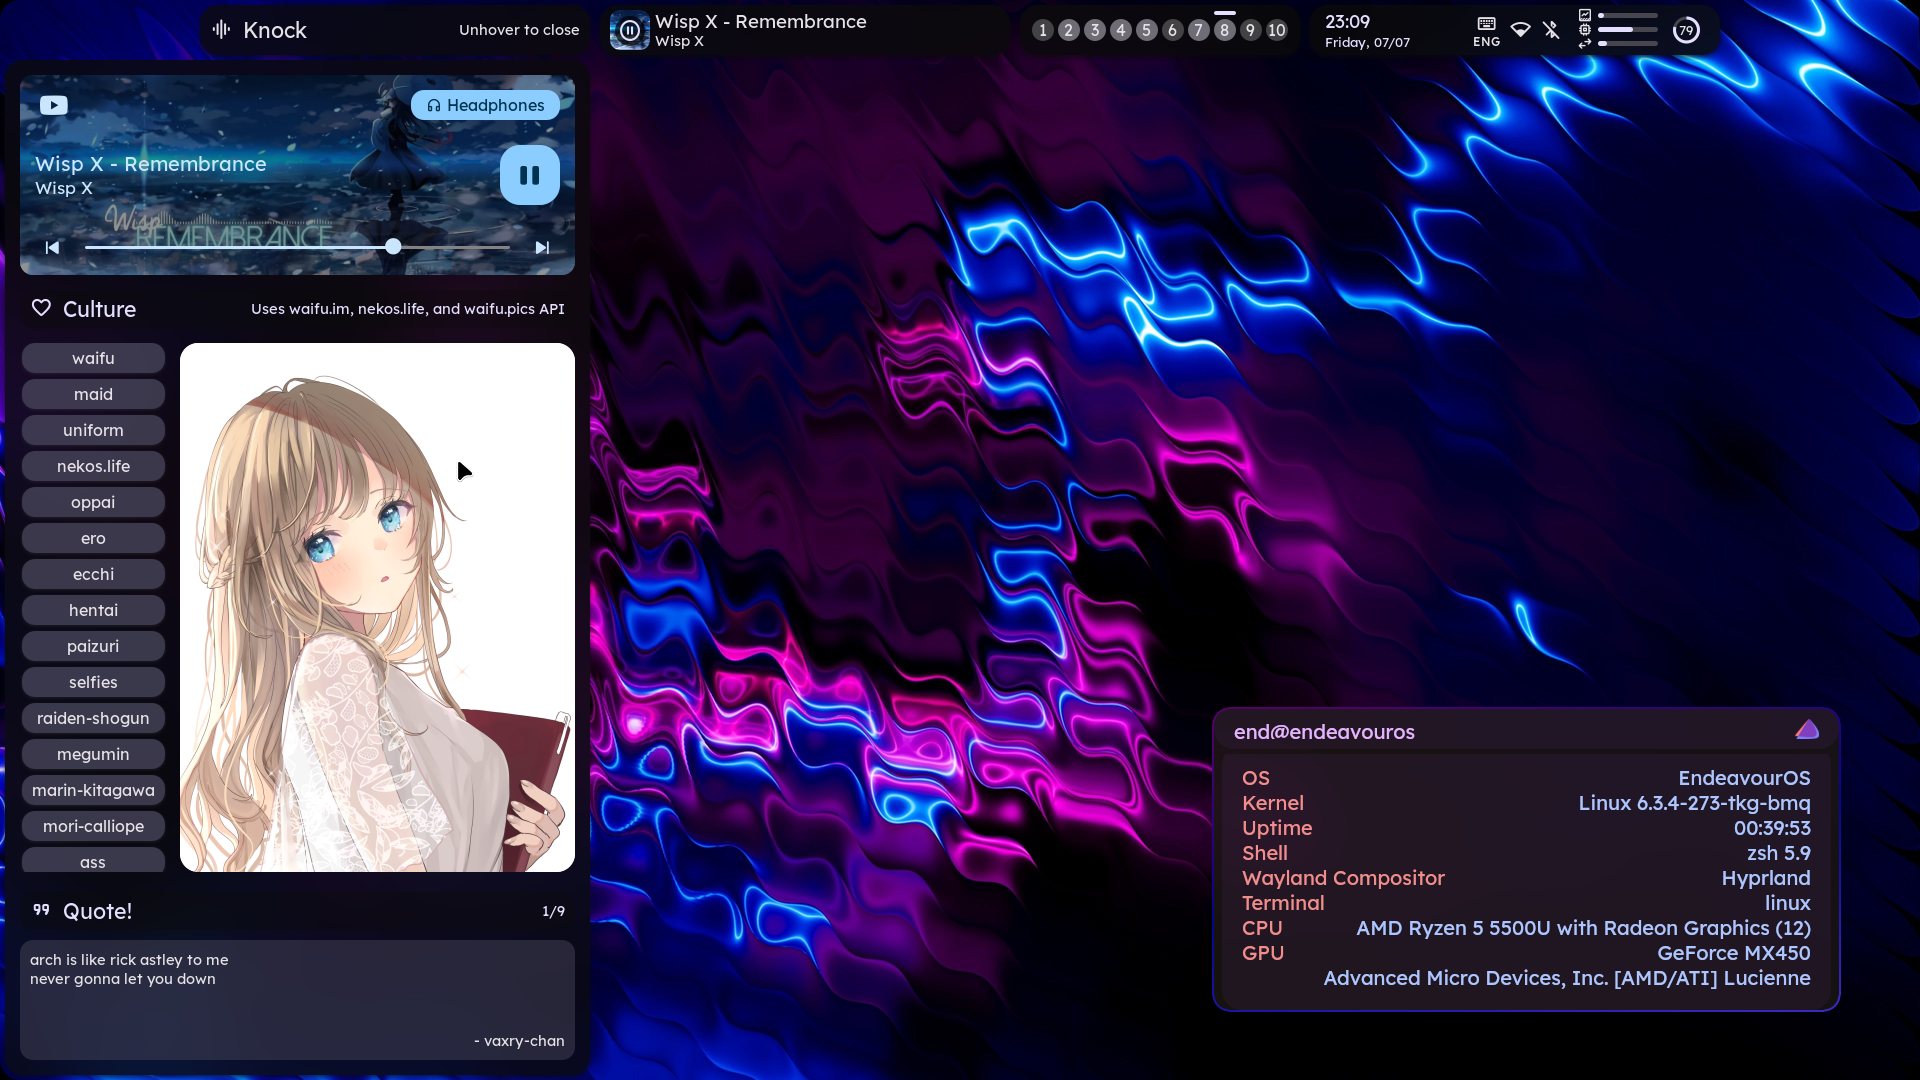 Knock
Unhover to close
Wisp X - Remembrance
Wisp X
1 2 3 4 5 6 7 8 9 10
23:09
Friday, 07/07
ENG
79
Headphones
Wisp X - Remembrance
Wisp X
Wisp
REMEMBRANCE
Culture
Uses waifu.im, nekos.life, and waifu.pics API
waifu
maid
uniform
nekos.life
oppai
ero
ecchi
hentai
paizuri
selfies
raiden-shogun
megumin
marin-kitagawa
mori-calliope
ass
Quote!
1/9
arch is like rick astley to me
never gonna let you down
- vaxry-chan
end@endeavouros
OS EndeavourOS
Kernel Linux 6.3.4-273-tkg-bmq
Uptime 00:39:53
Shell zsh 5.9
Wayland Compositor Hyprland
Terminal linux
CPU AMD Ryzen 5 5500U with Radeon Graphics (12)
GPU GeForce MX450
Advanced Micro Devices, Inc. [AMD/ATI] Lucienne